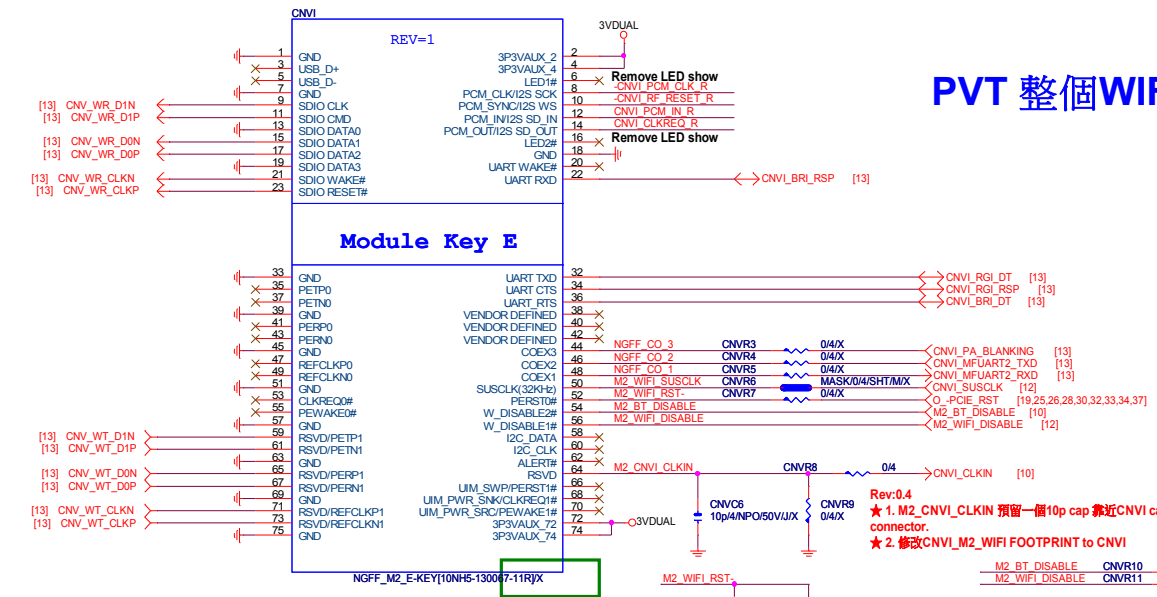 CNVI
REV=1
3VDUAL
1 GND 3P3VAUX_2 2
3 USB_D+ 3P3VAUX_4 4
5 USB_D- LED1# 6 Remove LED show
7 GND PCM_CLK/I2S SCK 8 -CNVI_PCM_CLK_R
[13] CNV_WR_D1N 9 SDIO CLK PCM_SYNC/I2S WS 10 -CNVI_RF_RESET_R
[13] CNV_WR_D1P 11 SDIO CMD PCM_IN/I2S SD_IN 12 CNVI_PCM_IN_R
13 SDIO DATA0 PCM_OUT/I2S SD_OUT 14 CNVI_CLKREQ_R
[13] CNV_WR_D0N 15 SDIO DATA1 LED2# 16 Remove LED show
[13] CNV_WR_D0P 17 SDIO DATA2 GND 18
19 SDIO DATA3 UART WAKE# 20
[13] CNV_WR_CLKN 21 SDIO WAKE# UART RXD 22 CNVI_BRI_RSP [13]
[13] CNV_WR_CLKP 23 SDIO RESET#
PVT 整個
Module Key E
33 GND UART TXD 32 CNVI_RGI_DT [13]
35 PETP0 UART CTS 34 CNVI_RGI_RSP [13]
37 PETN0 UART_RTS 36 CNVI_BRI_DT [13]
39 GND VENDOR DEFINED 38
41 PERP0 VENDOR DEFINED 40
43 PERN0 VENDOR DEFINED 42
45 GND COEX3 44 NGFF_CO_3 CNVR3 0/4/X CNVI_PA_BLANKING [13]
47 REFCLKP0 COEX2 46 NGFF_CO_2 CNVR4 0/4/X CNVI_MFUART2_TXD [13]
49 REFCLKN0 COEX1 48 NGFF_CO_1 CNVR5 0/4/X CNVI_MFUART2_RXD [13]
51 GND SUSCLK(32KHz) 50 M2_WIFI_SUSCLK CNVR6 MASK/0/4/SHT/M/X CNVI_SUSCLK [12]
53 CLKREQ0# PERST0# 52 M2_WIFI_RST- CNVR7 0/4/X O_-PCIE_RST [19,25,26,28,30,32,33,34,37]
55 PEWAKE0# W_DISABLE2# 54 M2_BT_DISABLE M2_BT_DISABLE [10]
57 GND W_DISABLE1# 56 M2_WIFI_DISABLE M2_WIFI_DISABLE [12]
[13] CNV_WT_D1N 59 RSVD/PETP1 I2C_DATA 58
[13] CNV_WT_D1P 61 RSVD/PETN1 I2C_CLK 60
63 GND ALERT# 62
[13] CNV_WT_D0N 65 RSVD/PERP1 RSVD 64 M2_CNVI_CLKIN CNVR8 0/4 CNVI_CLKIN [10]
[13] CNV_WT_D0P 67 RSVD/PERN1 UIM_SWP/PERST1# 66
69 GND UIM_PWR_SNK/CLKREQ1# 68
[13] CNV_WT_CLKN 71 RSVD/REFCLKP1 UIM_PWR_SRC/PEWAKE1# 70
[13] CNV_WT_CLKP 73 RSVD/REFCLKN1 3P3VAUX_72 72 3VDUAL
75 GND 3P3VAUX_74 74
CNVC6
10p/4/NPO/50V/J/X
CNVR9
0/4/X
Rev:0.4
★ 1. M2_CNVI_CLKIN 預留一個10p cap 靠近CNVI
connector.
★ 2. 修改CNVI_M2_WIFI FOOTPRINT to CNVI
NGFF_M2_E-KEY[10NH5-130067-11R]/X
M2_WIFI_RST-
M2_BT_DISABLE CNVR10
M2_WIFI_DISABLE CNVR11